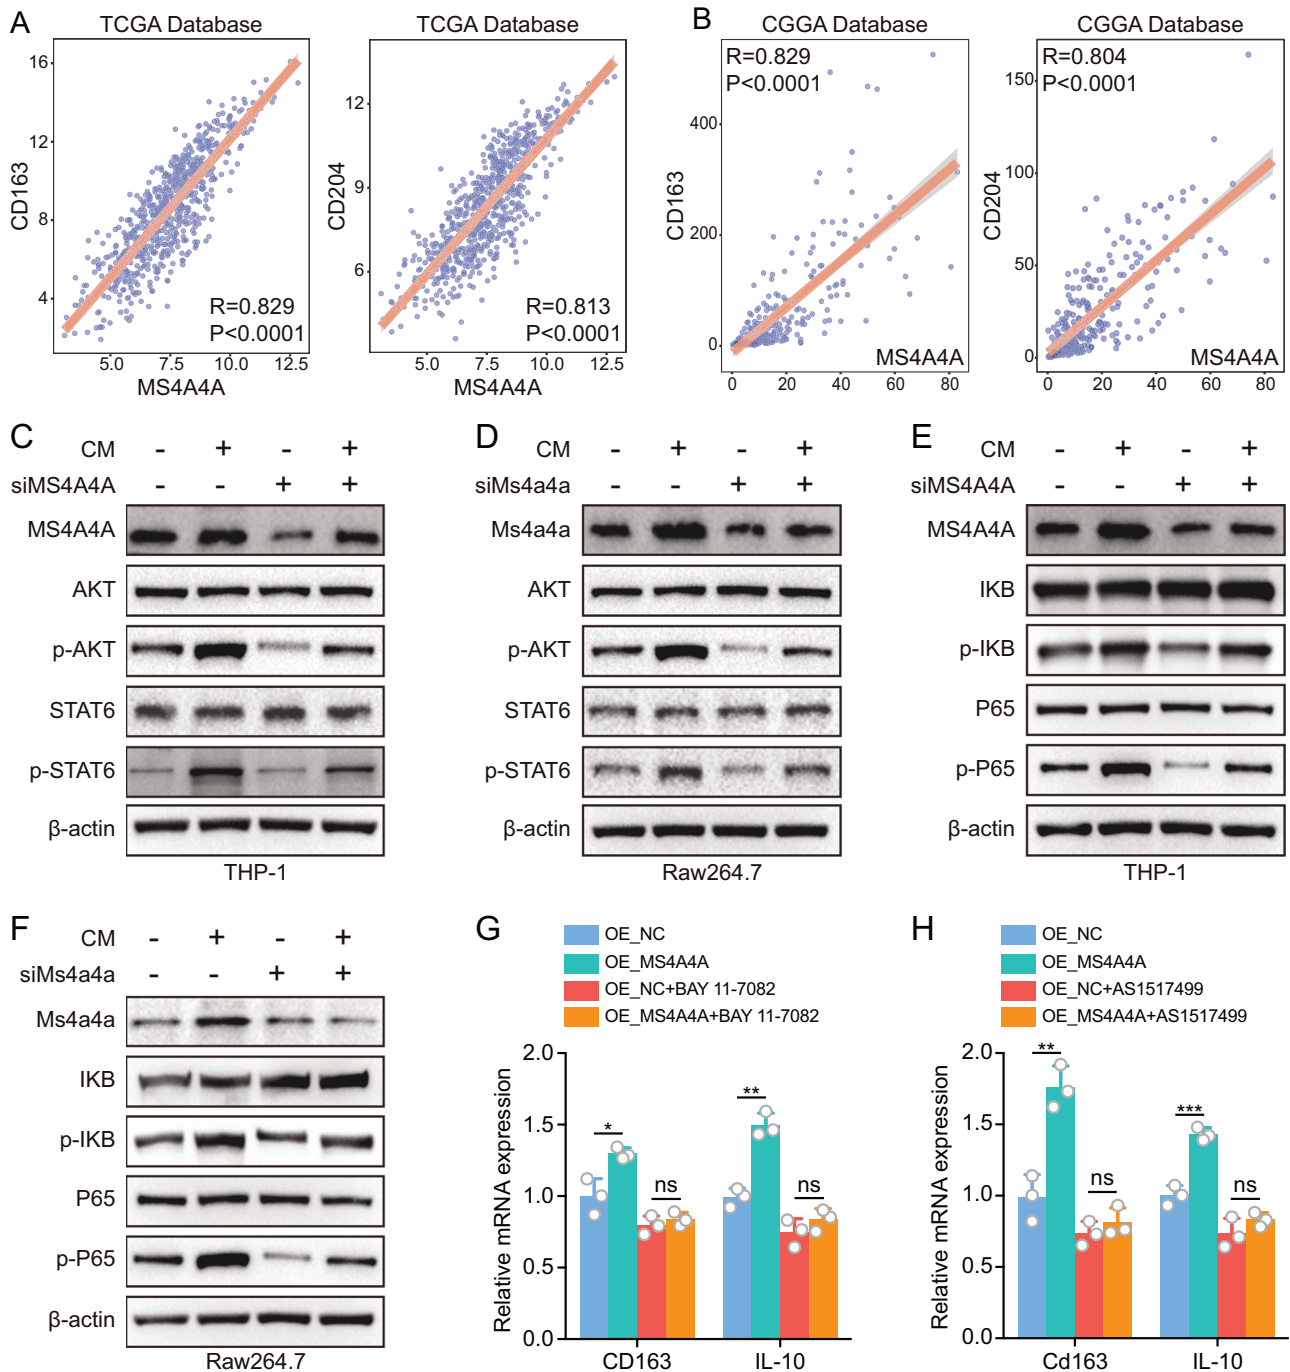 A
TCGA Database
TCGA Database
B
CGGA Database
CGGA Database
16
12
8
4
CD163
R=0.829
P<0.0001
5.0 7.5 10.0 12.5
MS4A4A
12
9
6
CD204
R=0.813
P<0.0001
5.0 7.5 10.0 12.5
MS4A4A
R=0.829
P<0.0001
400
200
0
CD163
MS4A4A
0 20 40 60 80
R=0.804
P<0.0001
150
100
50
0
CD204
MS4A4A
0 20 40 60 80
C
CM - + - +
siMS4A4A - - + +
MS4A4A
AKT
p-AKT
STAT6
p-STAT6
β-actin
THP-1
D
CM - + - +
siMs4a4a - - + +
Ms4a4a
AKT
p-AKT
STAT6
p-STAT6
β-actin
Raw264.7
E
CM - + - +
siMS4A4A - - + +
MS4A4A
IKB
p-IKB
P65
p-P65
β-actin
THP-1
F
CM - + - +
siMs4a4a - - + +
Ms4a4a
IKB
p-IKB
P65
p-P65
β-actin
Raw264.7
G
OE_NC
OE_MS4A4A
OE_NC+BAY 11-7082
OE_MS4A4A+BAY 11-7082
Relative mRNA expression
2.0
1.5
1.0
0.5
0.0
* ns ** ns
CD163 IL-10
H
OE_NC
OE_MS4A4A
OE_NC+AS1517499
OE_MS4A4A+AS1517499
Relative mRNA expression
2.0
1.5
1.0
0.5
0.0
** ns *** ns
Cd163 IL-10